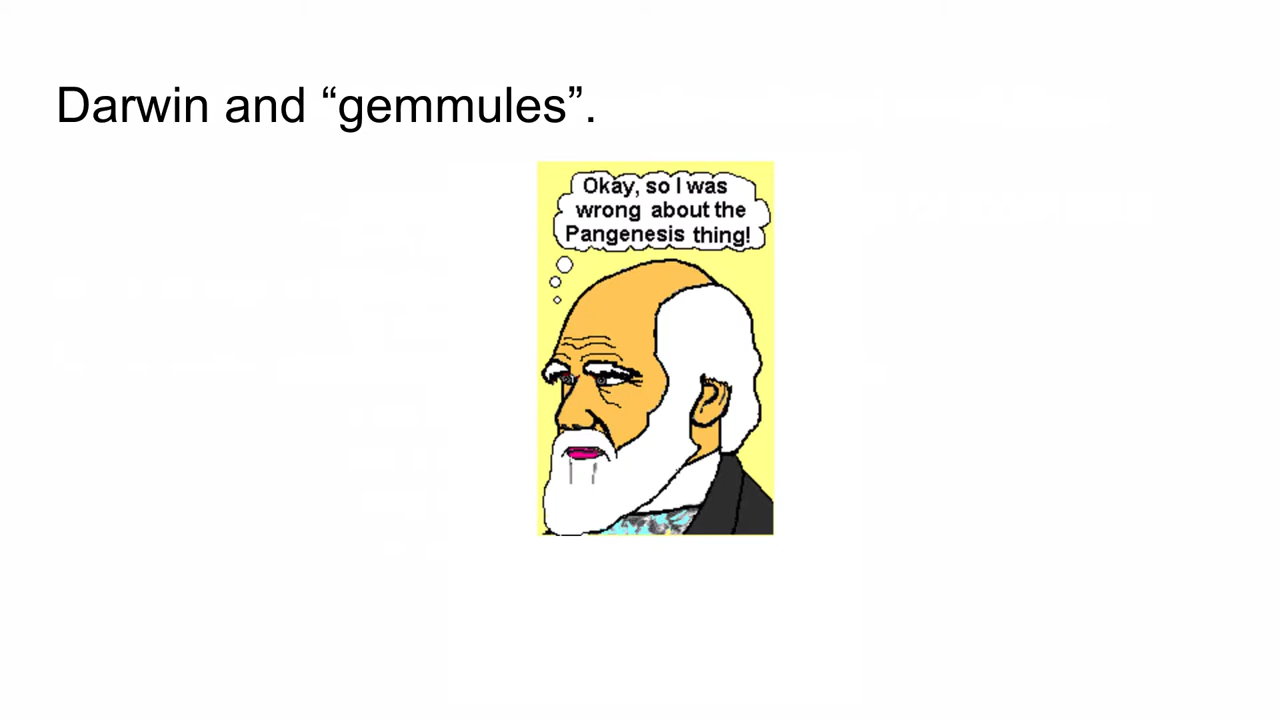 Darwin and “gemmules”.
Okay, so I was
wrong about the
Pangenesis thing!